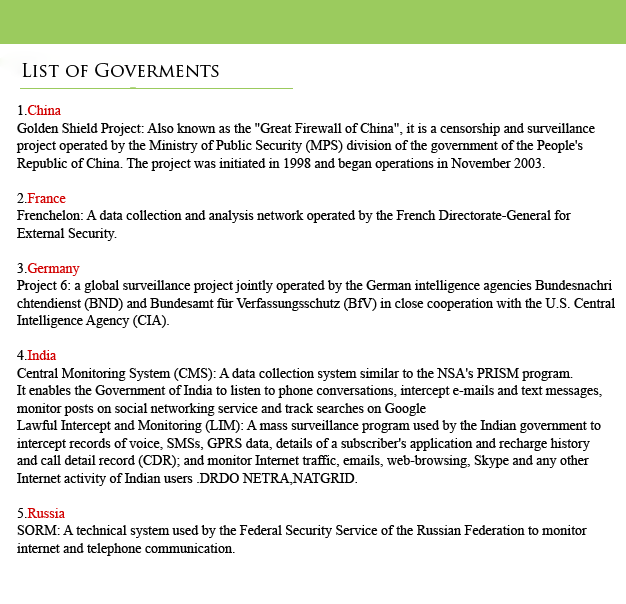 List of Goverments
1.China
Golden Shield Project: Also known as the "Great Firewall of China", it is a censorship and surveillance
project operated by the Ministry of Public Security (MPS) division of the government of the People's
Republic of China. The project was initiated in 1998 and began operations in November 2003.
2.France
Frenchelon: A data collection and analysis network operated by the French Directorate-General for
External Security.
3.Germany
Project 6: a global surveillance project jointly operated by the German intelligence agencies Bundesnachri
chtendienst (BND) and Bundesamt für Verfassungsschutz (BfV) in close cooperation with the U.S. Central
Intelligence Agency (CIA).
4.India
Central Monitoring System (CMS): A data collection system similar to the NSA's PRISM program.
It enables the Government of India to listen to phone conversations, intercept e-mails and text messages,
monitor posts on social networking service and track searches on Google
Lawful Intercept and Monitoring (LIM): A mass surveillance program used by the Indian government to
intercept records of voice, SMSs, GPRS data, details of a subscriber's application and recharge history
and call detail record (CDR); and monitor Internet traffic, emails, web-browsing, Skype and any other
Internet activity of Indian users .DRDO NETRA,NATGRID.
5.Russia
SORM: A technical system used by the Federal Security Service of the Russian Federation to monitor
internet and telephone communication.